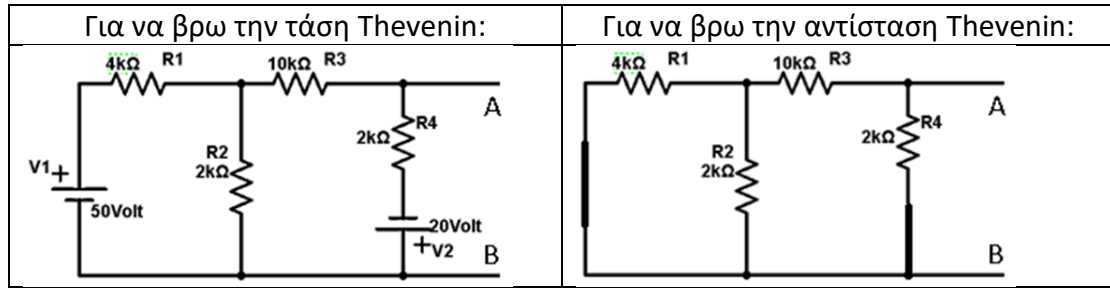 Για να βρω την τάση Thevenin:
4kΩ R1
10kΩ R3
A
R4
2kΩ
R2
2kΩ
V1 +
50Volt
20Volt
+V2
B
Για να βρω την αντίσταση Thevenin:
4kΩ R1
10kΩ R3
A
R4
2kΩ
R2
2kΩ
B